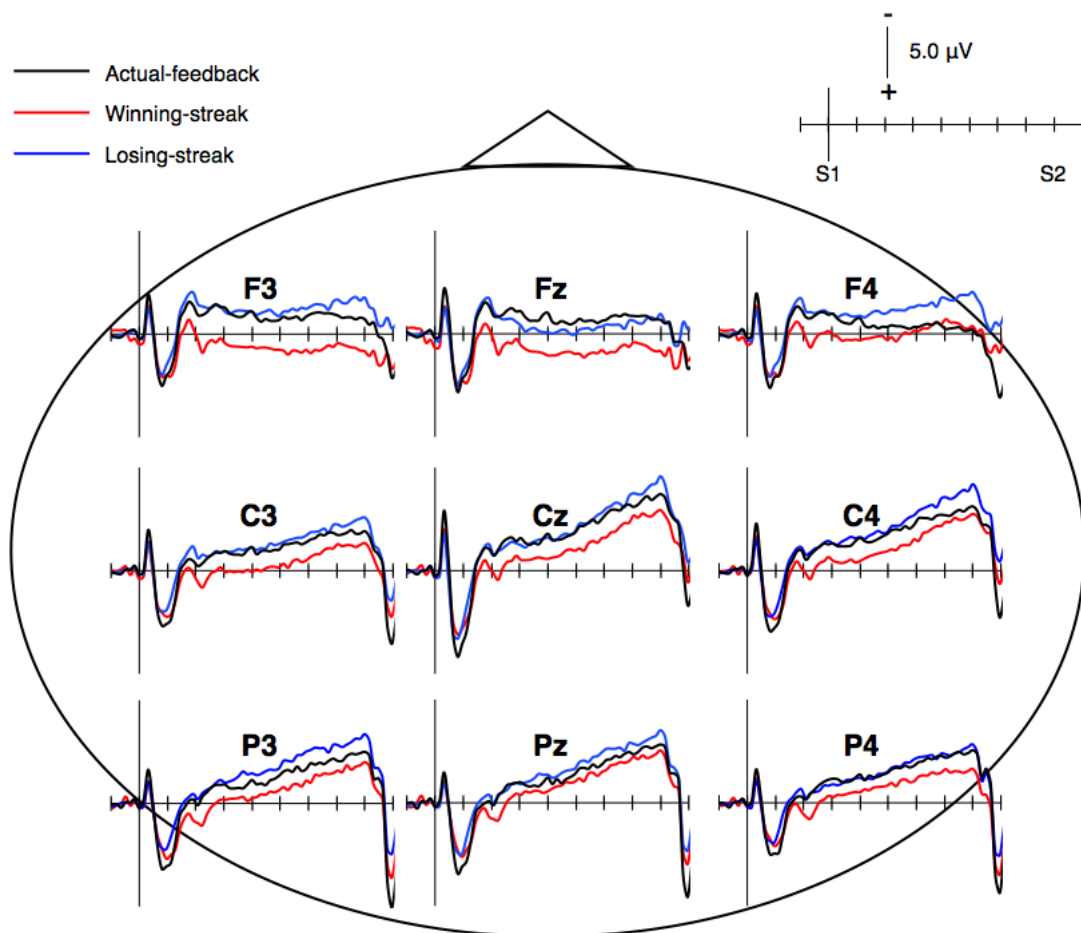 -
5.0 µV
+
Actual-feedback
Winning-streak
Losing-streak
S1 S2
F3 Fz F4
C3 Cz C4
P3 Pz P4